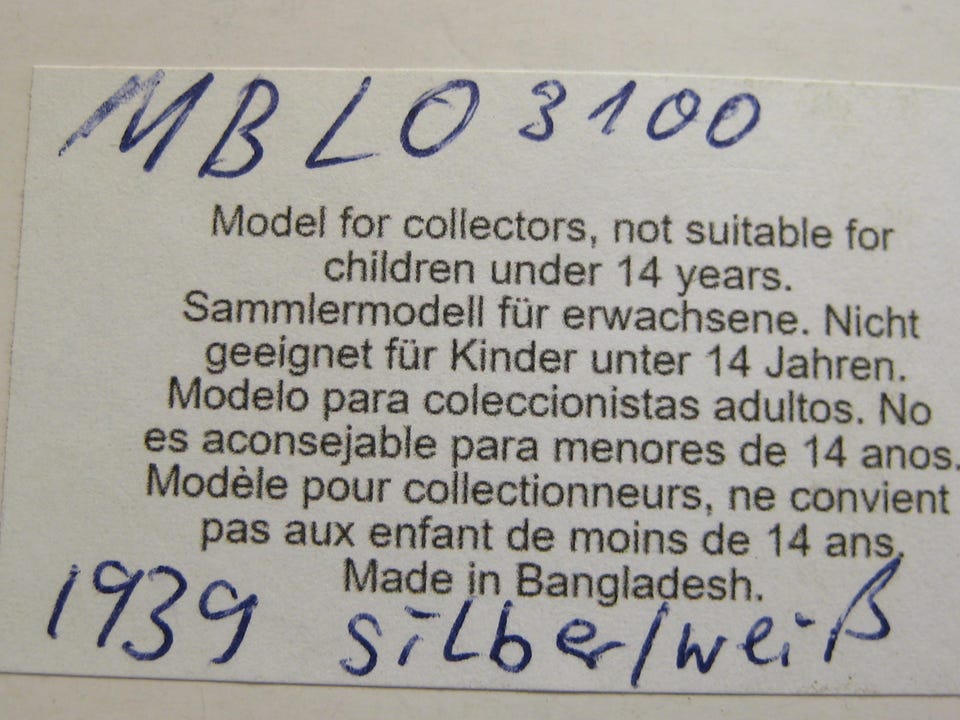 MBLO3100
Model for collectors, not suitable for
children under 14 years.
Sammlermodell für erwachsene. Nicht
geeignet für Kinder unter 14 Jahren.
Modelo para coleccionistas adultos. No
es aconsejable para menores de 14 anos.
Modèle pour collectionneurs, ne convient
pas aux enfant de moins de 14 ans.
Made in Bangladesh.
1939 silber/weiß